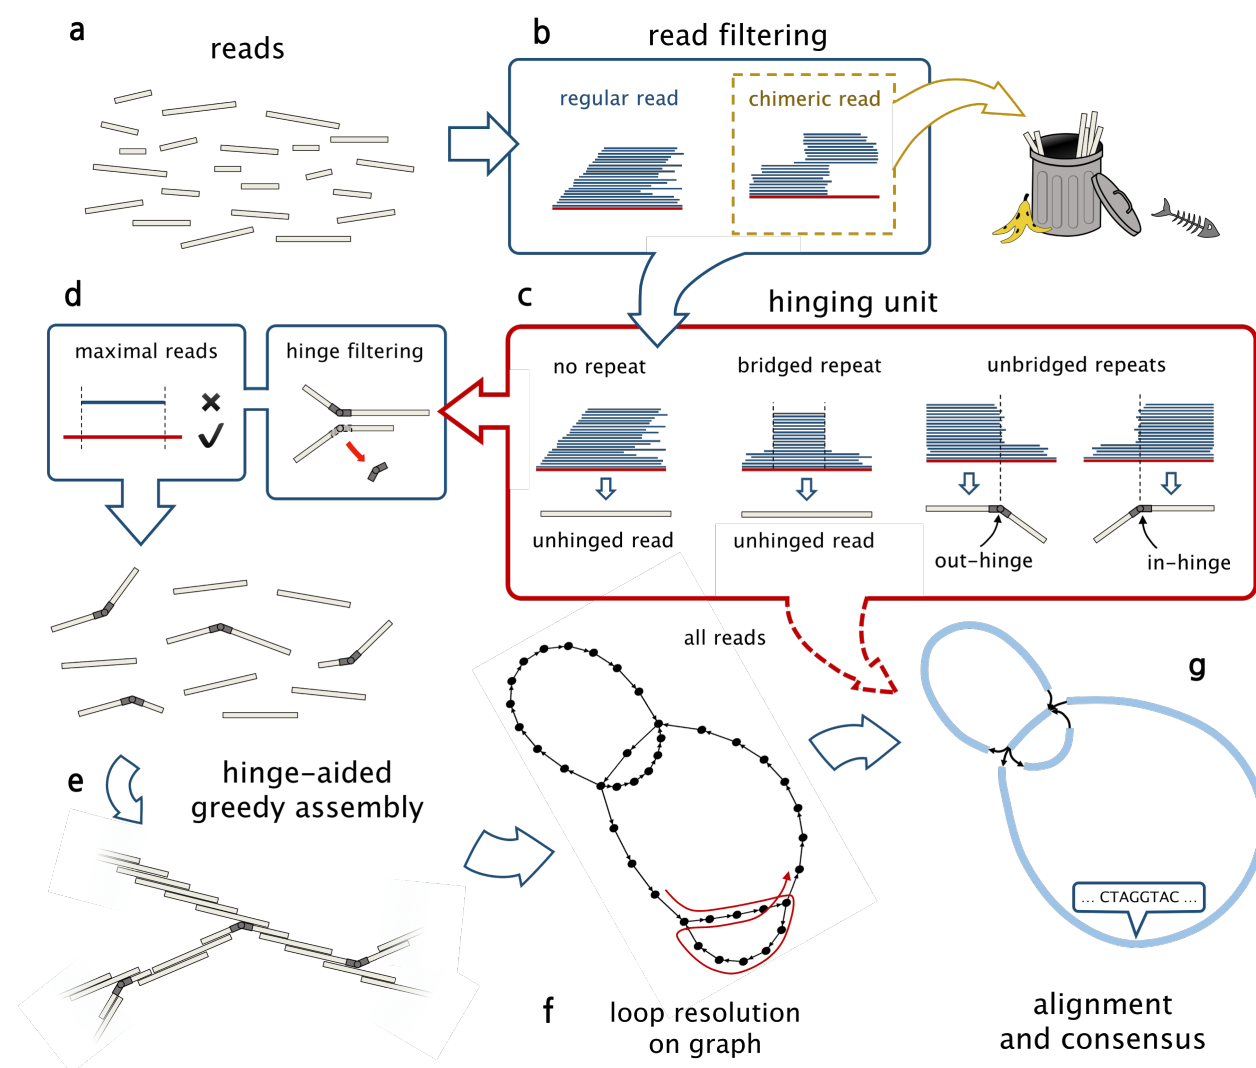 a
reads
b
read filtering
regular read
chimeric read
c
hinging unit
no repeat
bridged repeat
unbridged repeats
unhinged read
unhinged read
out-hinge
in-hinge
d
maximal reads
hinge filtering
e
hinge-aided
greedy assembly
all reads
f
loop resolution
on graph
g
... CTAGGTAC ...
alignment
and consensus